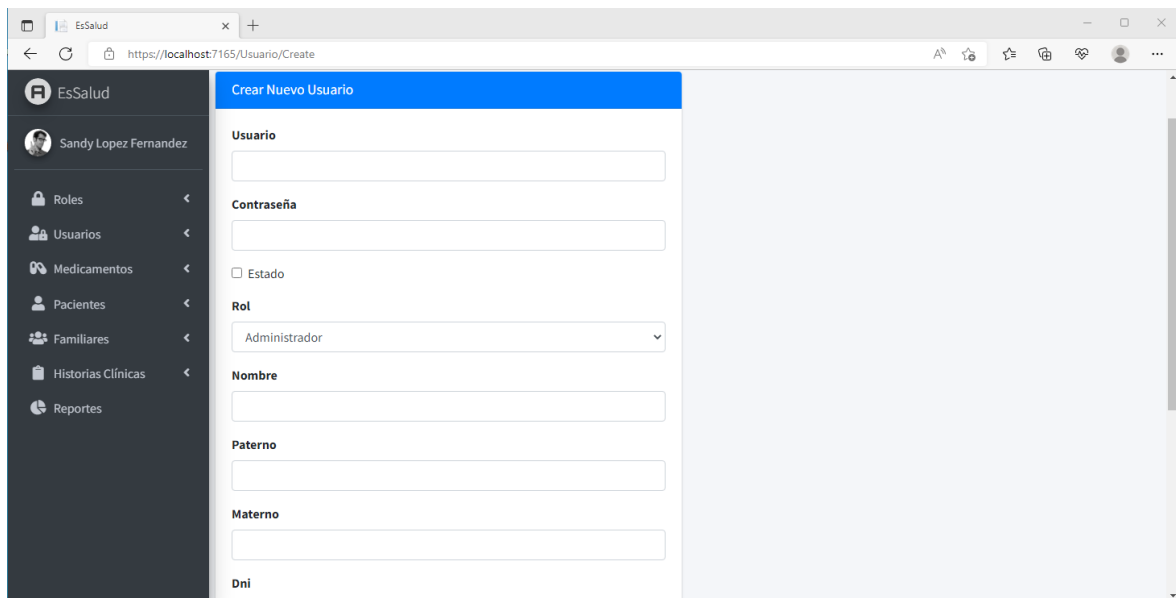 EsSalud
https://localhost:7165/Usuario/Create
EsSalud
Sandy Lopez Fernandez
Roles
Usuarios
Medicamentos
Pacientes
Familiares
Historias Clínicas
Reportes
Crear Nuevo Usuario
Usuario
Contraseña
Estado
Rol
Administrador
Nombre
Paterno
Materno
Dni